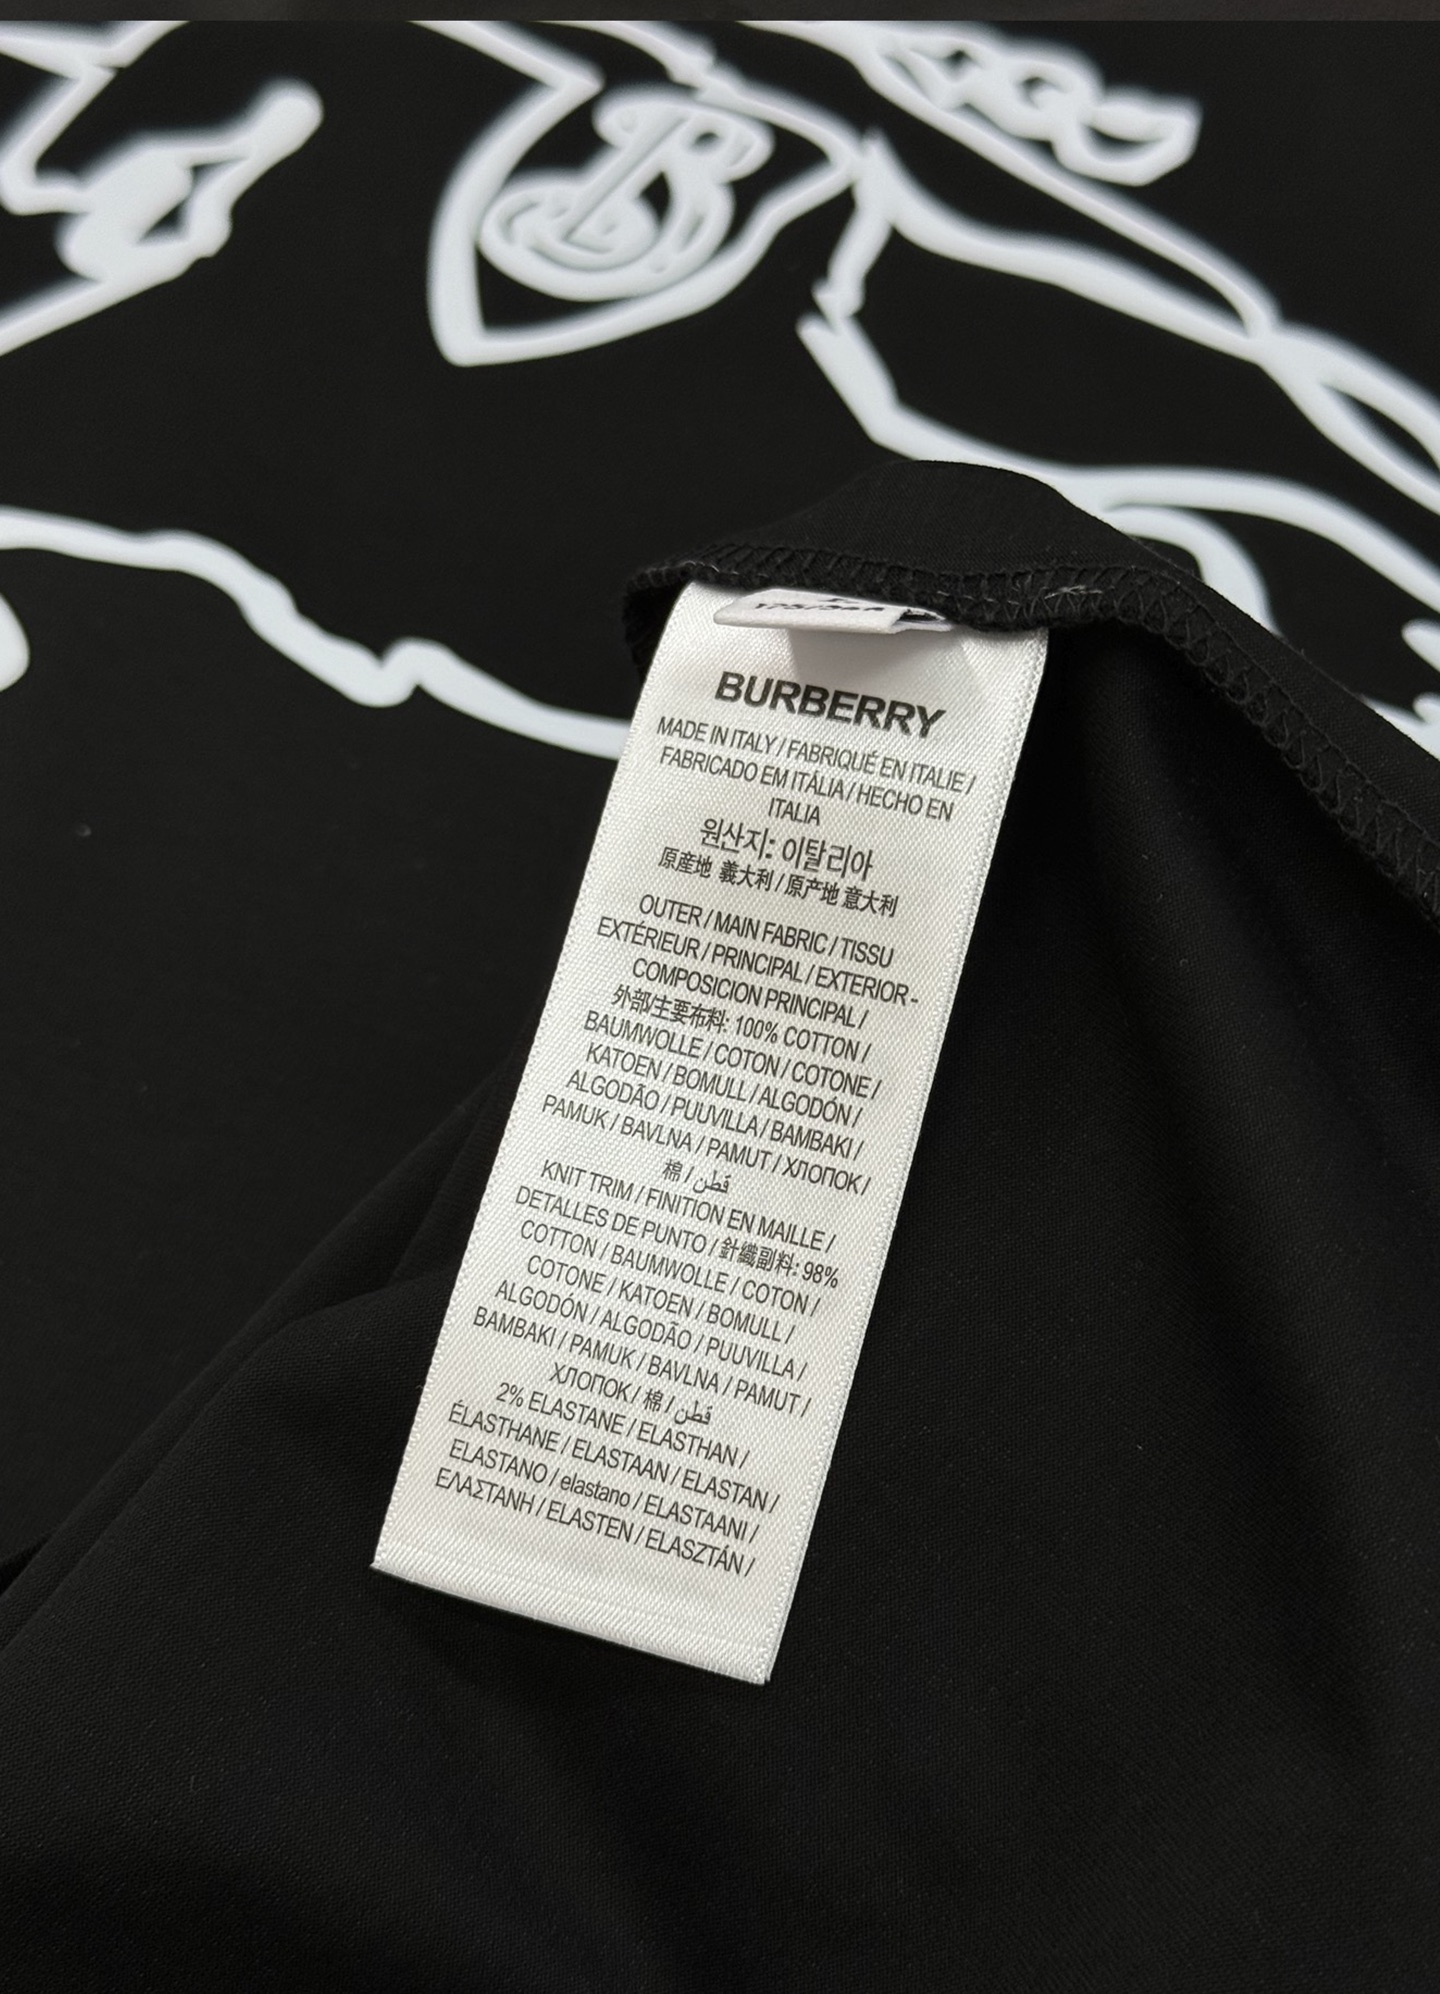 BURBERRY
MADE IN ITALY / FABRIQUÉ EN ITALIE /
FABRICADO EM ITÁLIA / HECHO EN
ITALIA
원산지: 이탈리아
原産地 義大利 / 原产地 意大利
OUTER / MAIN FABRIC / TISSU
EXTÉRIEUR / PRINCIPAL / EXTERIOR -
COMPOSICION PRINCIPAL /
外部/主要布料: 100% COTTON /
BAUMWOLLE / COTON / COTONE /
KATOEN / BOMULL / ALGODÓN /
ALGODÃO / PUUVILLA / BAMBAKI /
PAMUK / BAVLNA / PAMUT / ХЛОПОК /
棉 / قطن
KNIT TRIM / FINITION EN MAILLE /
DETALLES DE PUNTO / 針織副料: 98%
COTTON / BAUMWOLLE / COTON /
COTONE / KATOEN / BOMULL /
ALGODÓN / ALGODÃO / PUUVILLA /
BAMBAKI / PAMUK / BAVLNA / PAMUT /
ХЛОПОК / 棉 / قطن
2% ELASTANE / ELASTHAN /
ÉLASTHANE / ELASTAAN / ELASTAN /
ELASTANO / elastano / ELASTAANI /
ΕΛΑΣΤΑΝΗ / ELASTEN / ELASZTÁN /